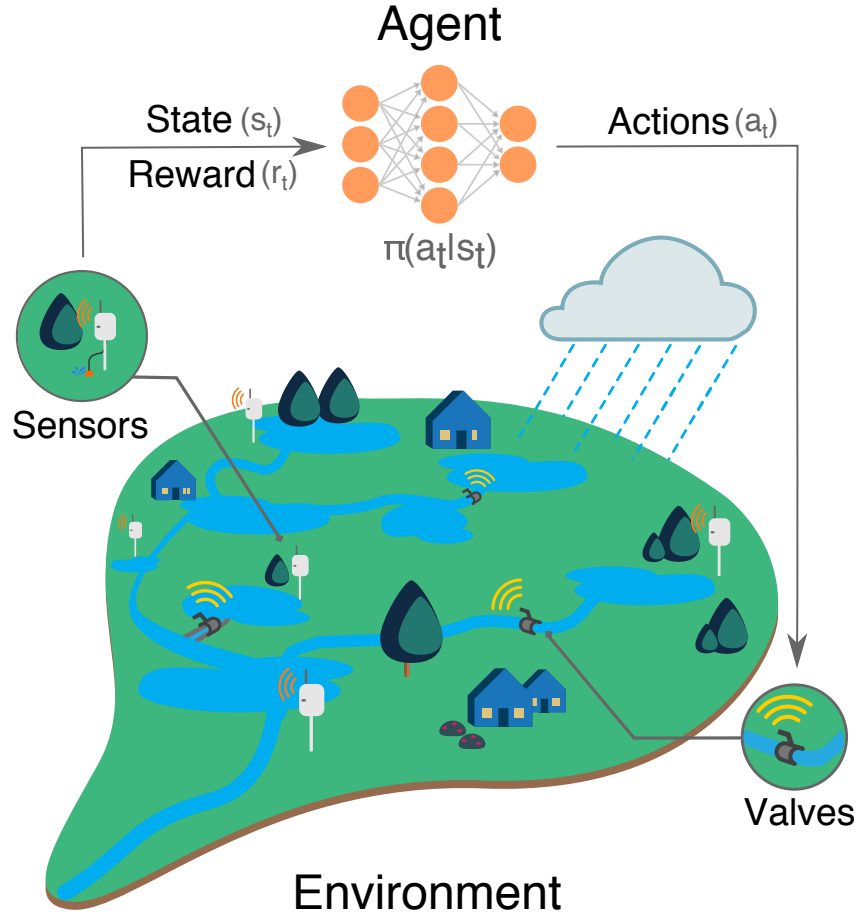 Agent
State (sₜ)
Reward (rₜ)
Actions (aₜ)
π(aₜ|sₜ)
Sensors
Valves
Environment